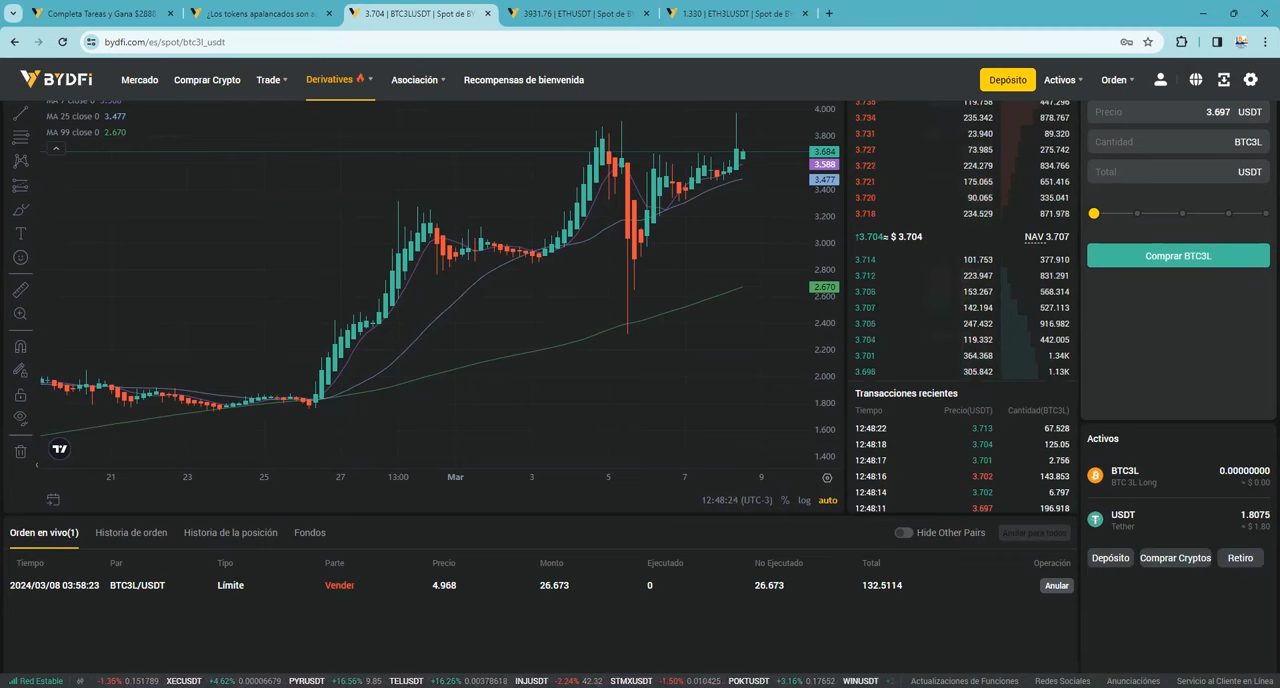 Completa Tareas y Gana $2888
¿Los tokens apalancados son au
3.704 | BTC3LUSDT | Spot de BY
3931.76 | ETHUSDT | Spot de BY
1.330 | ETH3LUSDT | Spot de BY
bydfi.com/es/spot/btc3l_usdt
BYDFi
Mercado
Comprar Crypto
Trade
Derivatives
Asociación
Recompensas de bienvenida
Depósito
Activos
Orden
MA 7 close 0 3.588
MA 25 close 0 3.477
MA 99 close 0 2.670
4.000
3.800
3.684
3.588
3.477
3.400
3.200
3.000
2.800
2.670
2.600
2.400
2.200
2.000
1.800
1.600
1.400
21
23
25
27
13:00
Mar
3
5
7
9
12:48:24 (UTC-3)
%
log
auto
3.735 119.758 447.296
3.734 235.342 878.767
3.731 23.940 89.320
3.727 73.985 275.742
3.722 224.279 834.766
3.721 175.065 651.416
3.720 90.065 335.041
3.718 234.529 871.978
↑3.704≈ $ 3.704 NAV 3.707
3.714 101.753 377.910
3.712 223.947 831.291
3.705 153.267 568.314
3.707 142.194 527.113
3.706 247.432 916.982
3.704 119.332 442.005
3.701 364.368 1.34K
3.698 305.842 1.13K
Transacciones recientes
Tiempo Precio(USDT) Cantidad(BTC3L)
12:48:22 3.713 67.528
12:48:18 3.704 125.05
12:48:17 3.701 2.756
12:48:16 3.702 143.853
12:48:14 3.702 6.797
12:48:11 3.697 196.918
Precio 3.697 USDT
Cantidad BTC3L
Total USDT
Comprar BTC3L
Activos
BTC3L 0.00000000
BTC 3L Long ≈ $ 0.00
USDT 1.8075
Tether ≈ $ 1.80
Depósito
Comprar Cryptos
Retiro
Orden en vivo(1)
Historia de orden
Historia de la posición
Fondos
Hide Other Pairs
Anular para todos
Tiempo Par Tipo Parte Precio Monto Ejecutado No Ejecutado Total Operación
2024/03/08 03:58:23 BTC3L/USDT Límite Vender 4.968 26.673 0 26.673 132.5114 Anular
Red Estable
-1.35% 0.151789 XECUSDT +4.62% 0.00006679 PYRUSDT +16.56% 9.85 TELUSDT +16.26% 0.00378618 INJUSDT -2.24% 42.32 STMXUSDT -1.50% 0.010425 POKTUSDT +3.16% 0.17652 WINUSDT
Actualizaciones de Funciones
Redes Sociales
Anunciaciónes
Servicio al Cliente en Línea